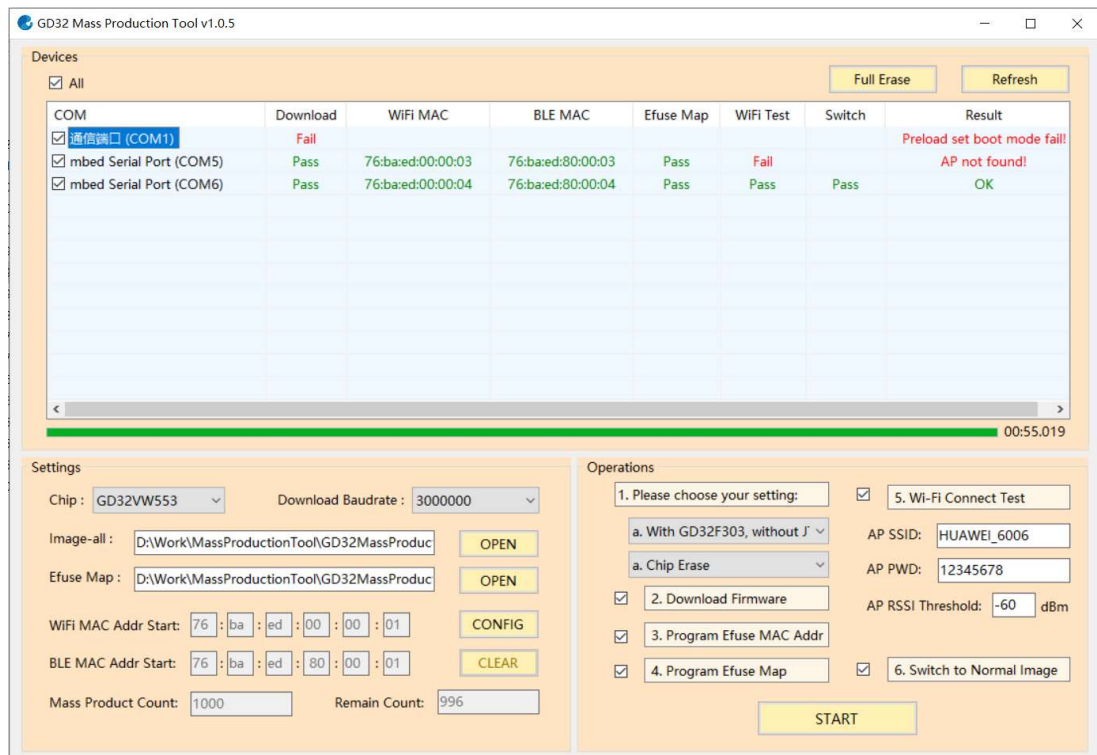 GD32 Mass Production Tool v1.0.5
Devices
All
Full Erase
Refresh
COM Download WiFi MAC BLE MAC Efuse Map WiFi Test Switch Result
通信端口 (COM1) Fail Preload set boot mode fail!
mbed Serial Port (COM5) Pass 76:ba:ed:00:00:03 76:ba:ed:80:00:03 Pass Fail AP not found!
mbed Serial Port (COM6) Pass 76:ba:ed:00:00:04 76:ba:ed:80:00:04 Pass Pass Pass OK
00:55.019
Settings
Chip : GD32VW553 Download Baudrate : 3000000
Image-all : D:\Work\MassProductionTool\GD32MassProduc OPEN
Efuse Map : D:\Work\MassProductionTool\GD32MassProduc OPEN
WiFi MAC Addr Start: 76 : ba : ed : 00 : 00 : 01 CONFIG
BLE MAC Addr Start: 76 : ba : ed : 80 : 00 : 01 CLEAR
Mass Product Count: 1000 Remain Count: 996
Operations
1. Please choose your setting:
a. With GD32F303, without J
a. Chip Erase
2. Download Firmware
3. Program Efuse MAC Addr
4. Program Efuse Map
5. Wi-Fi Connect Test
AP SSID: HUAWEI_6006
AP PWD: 12345678
AP RSSI Threshold: -60 dBm
6. Switch to Normal Image
START